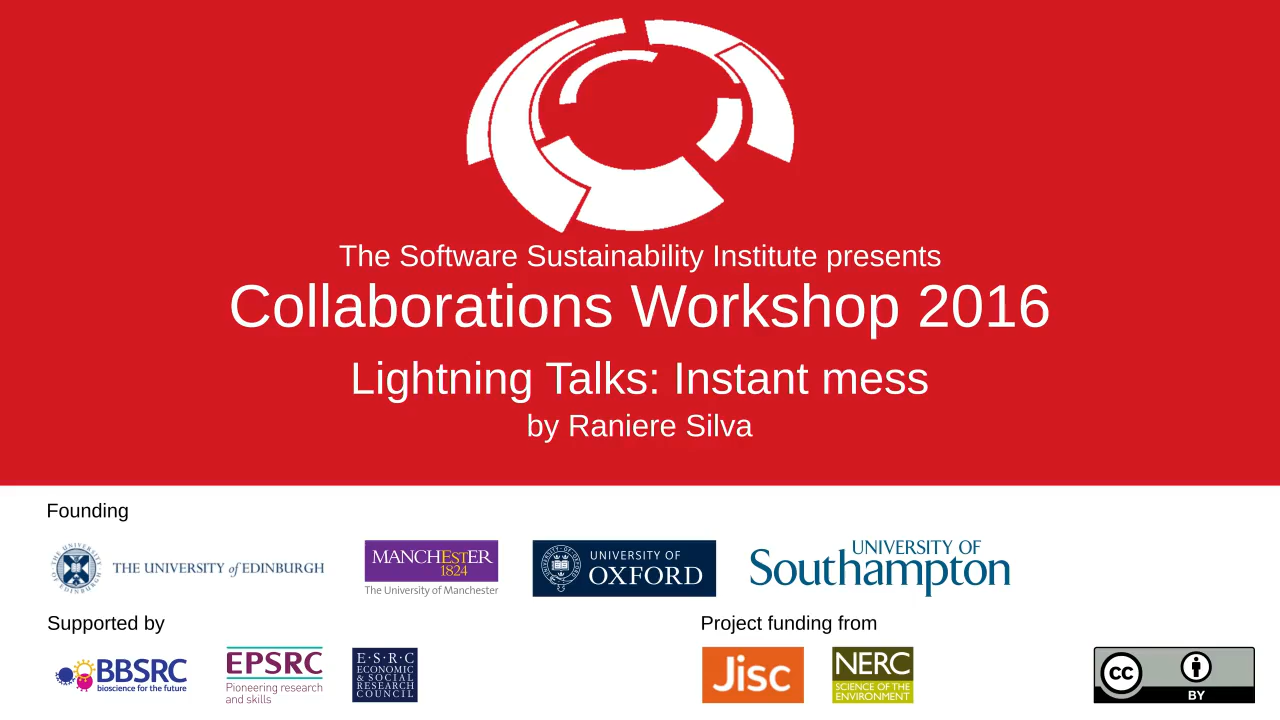 The Software Sustainability Institute presents
Collaborations Workshop 2016
Lightning Talks: Instant mess
by Raniere Silva
Founding
THE UNIVERSITY of EDINBURGH
MANCHESTER
1824
The University of Manchester
UNIVERSITY OF
OXFORD
UNIVERSITY OF
Southampton
Supported by
BBSRC
bioscience for the future
EPSRC
Pioneering research
and skills
E·S·R·C
ECONOMIC
& SOCIAL
RESEARCH
COUNCIL
Project funding from
Jisc
NERC
SCIENCE OF THE
ENVIRONMENT
cc
BY